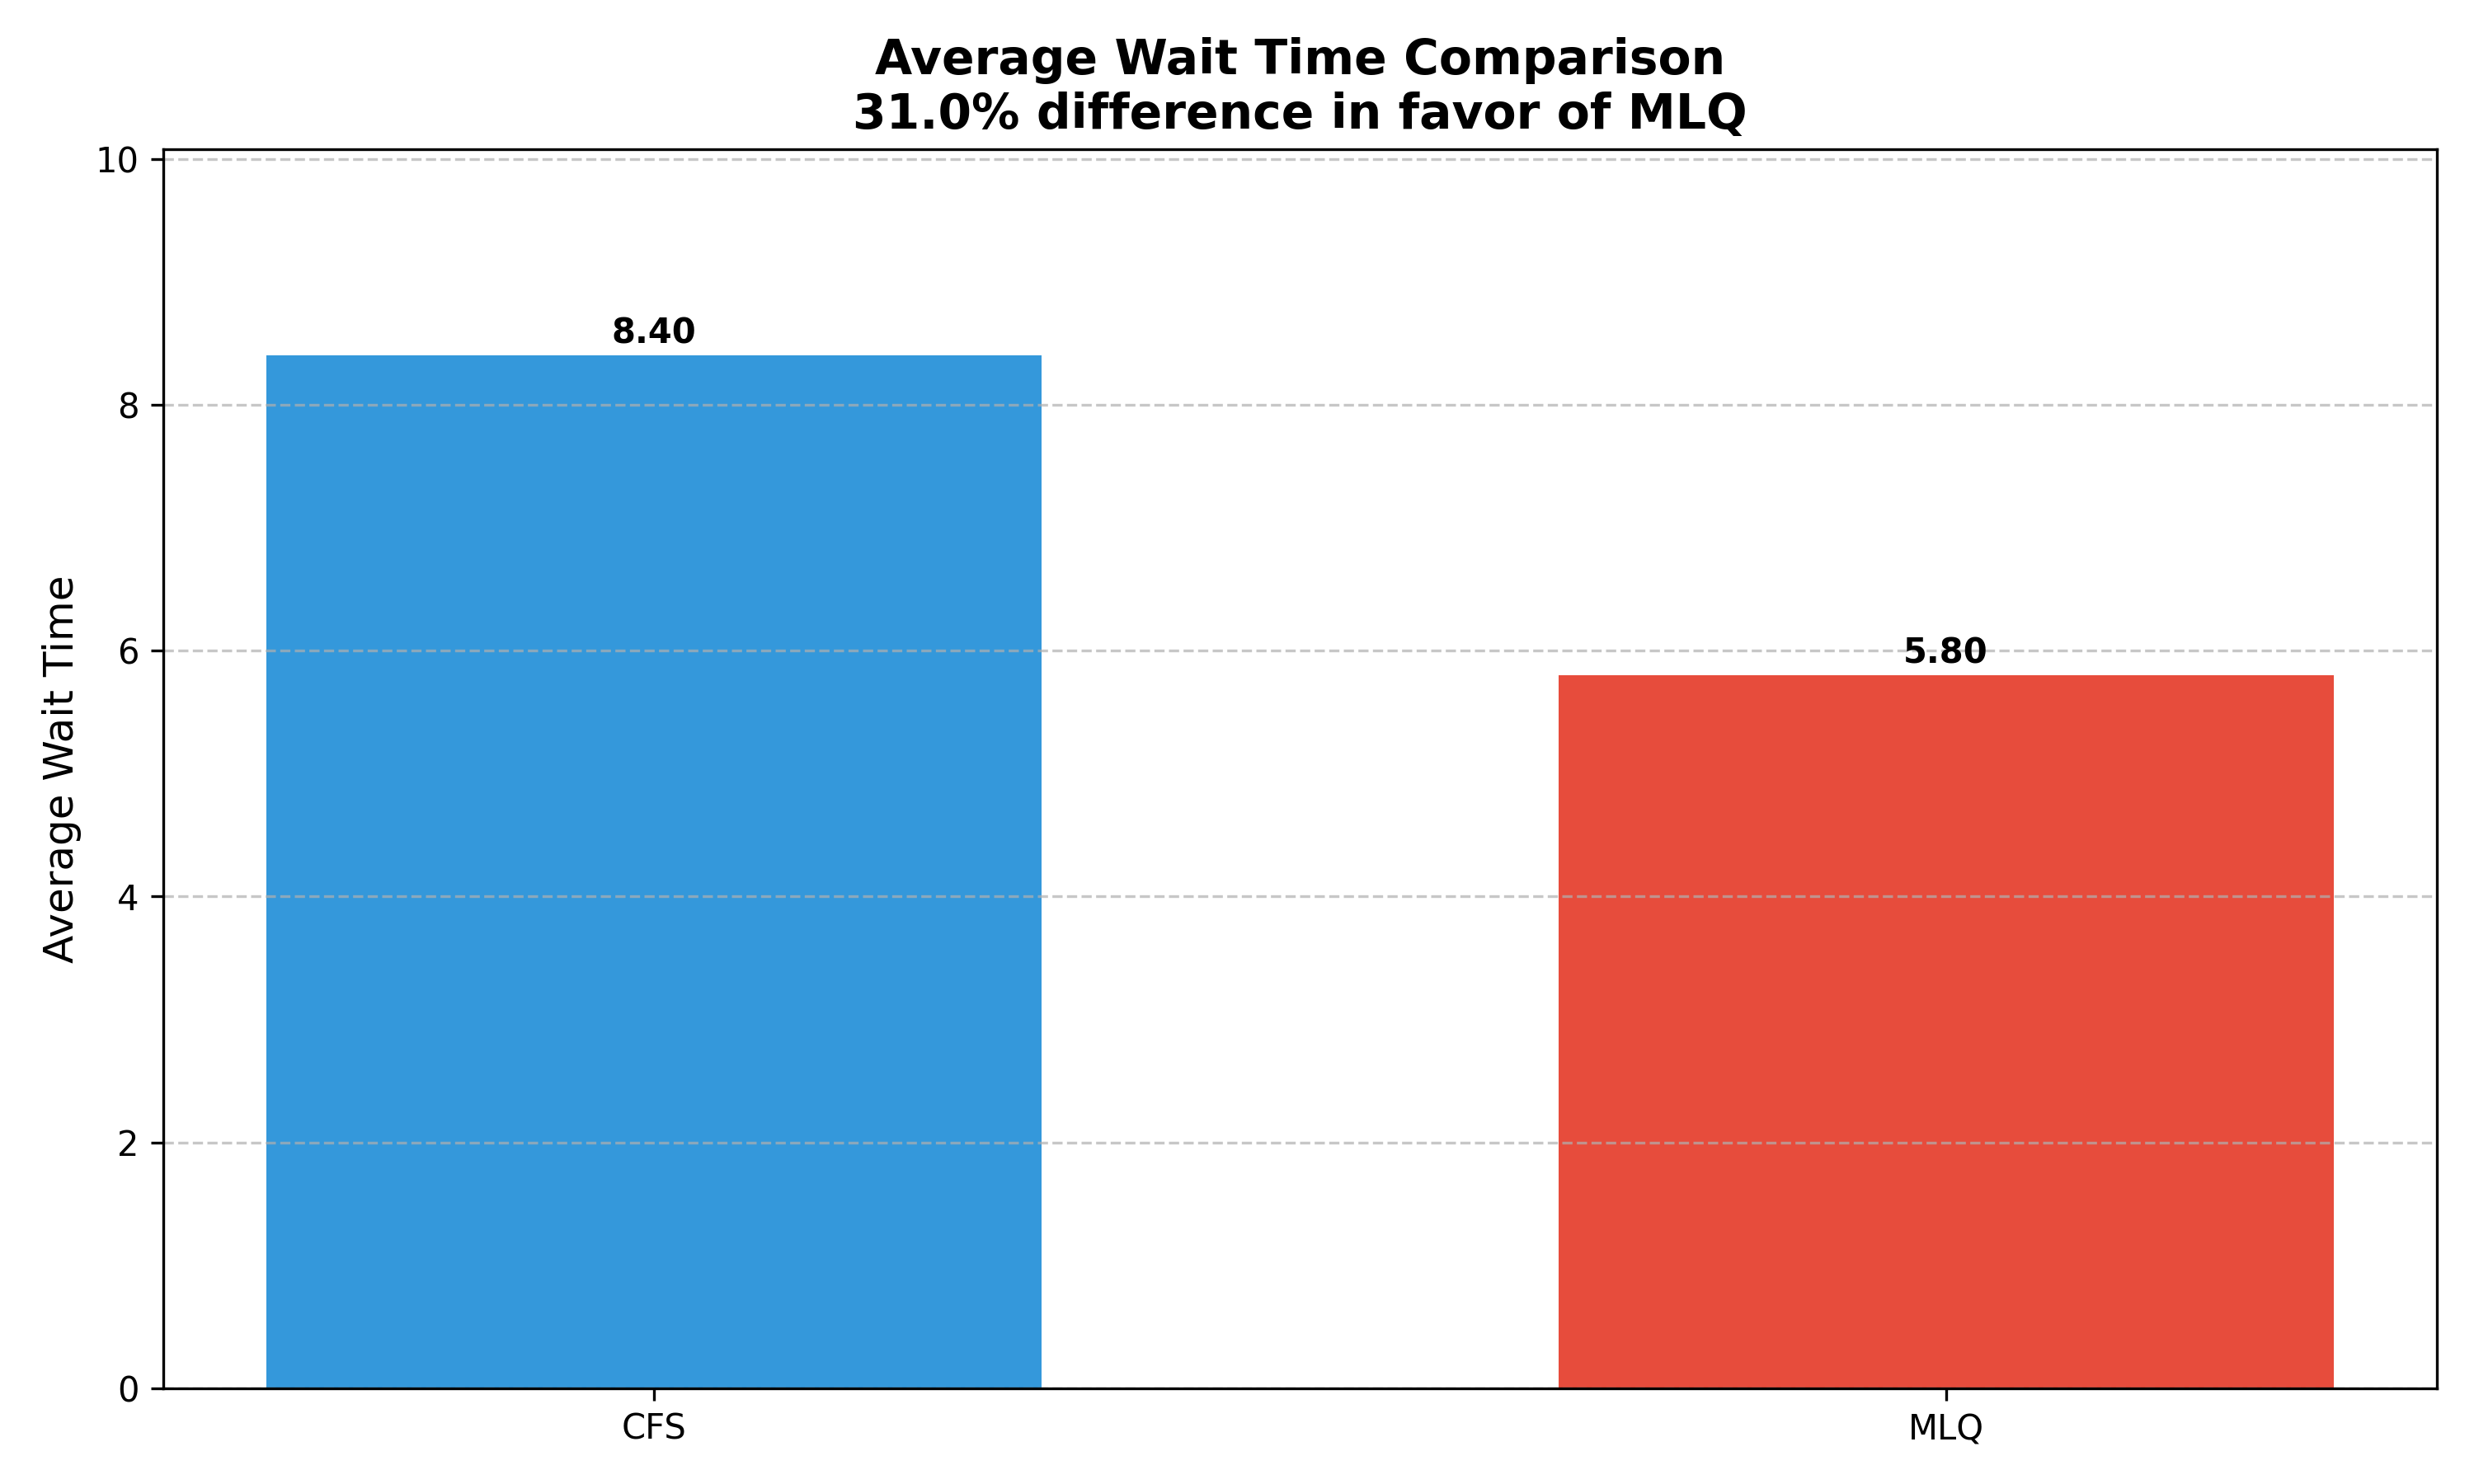 Average Wait Time Comparison
31.0% difference in favor of MLQ
Average Wait Time
10
8
6
4
2
0
8.40
5.80
CFS
MLQ